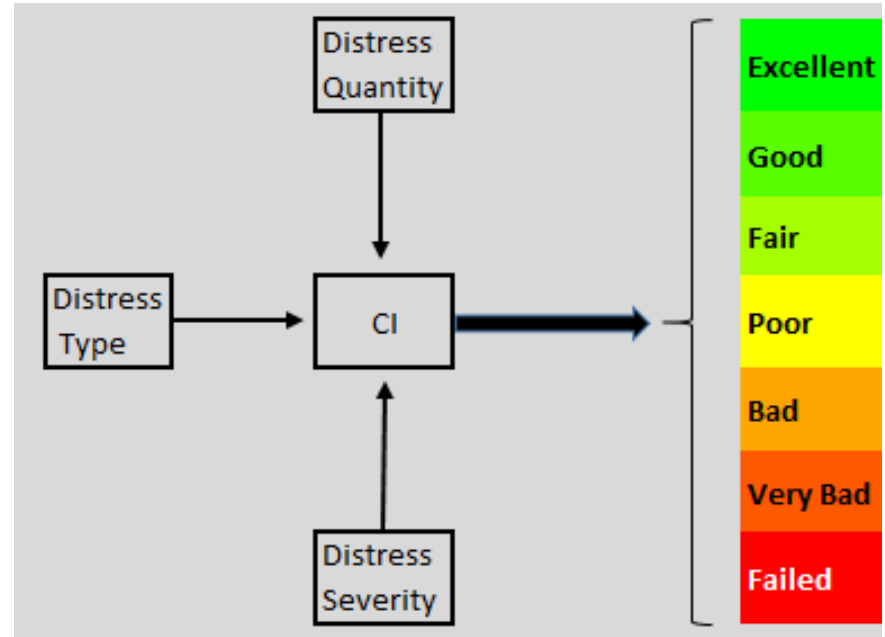 Distress
Quantity
Distress
Type
CI
Distress
Severity
Excellent
Good
Fair
Poor
Bad
Very Bad
Failed